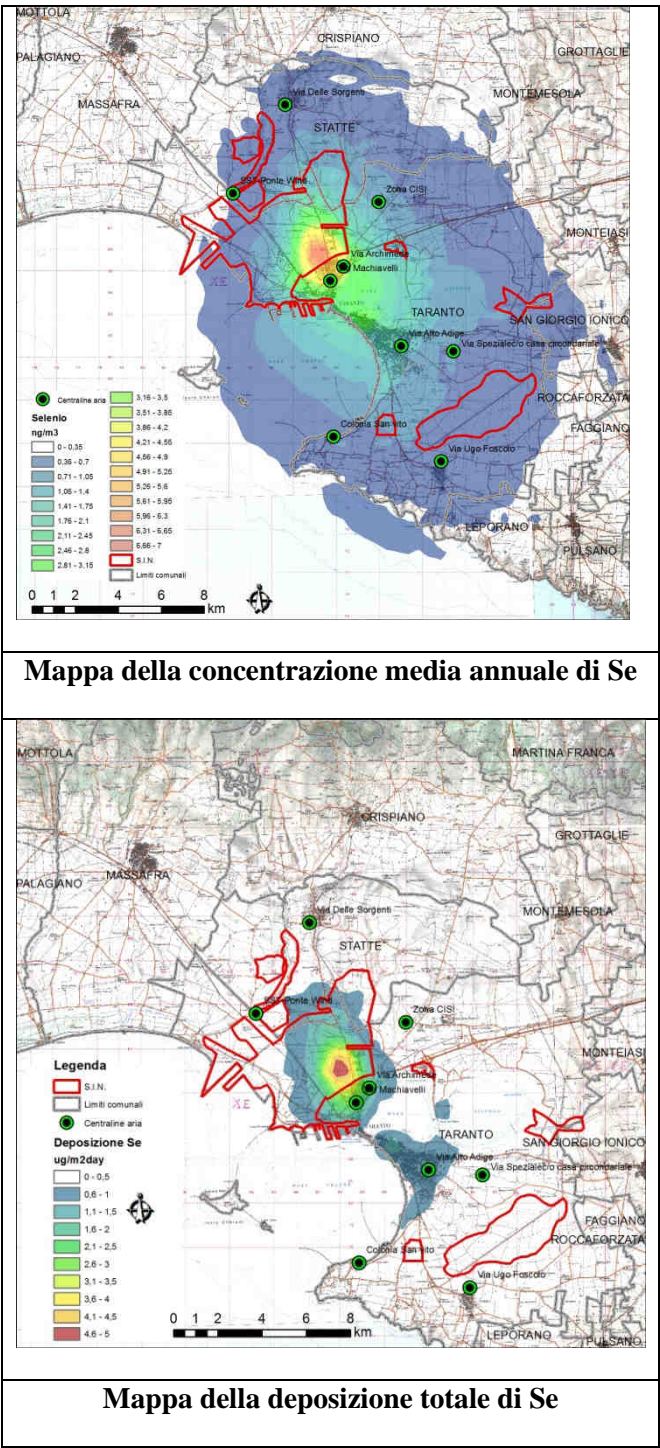 MOTTOLA
CRISPIANO
GROTTAGLIE
PALAGIANO
MASSAFRA
Via Delle Sorgenti
MONTEMESOLA
STATTE
SS7 Ponte Wind
Zona CISI
MONTEIASI
Via Archimede
Machiavelli
TARANTO
SAN GIORGIO IONICO
Via Alto Adige
Via Speziale c/o casa circondariale
ROCCAFORZATA
FAGGIANO
Colonia San Vito
Via Ugo Foscolo
LEPORANO
PULSANO
Centraline aria
Selenio
ng/m3
0 - 0,35
0,36 - 0,7
0,71 - 1,05
1,06 - 1,4
1,41 - 1,75
1,76 - 2,1
2,11 - 2,45
2,46 - 2,8
2,81 - 3,15
3,16 - 3,5
3,51 - 3,85
3,86 - 4,2
4,21 - 4,55
4,56 - 4,9
4,91 - 5,25
5,26 - 5,6
5,61 - 5,95
5,96 - 6,3
6,31 - 6,65
6,66 - 7
S.I.N.
Limiti comunali
0 1 2 4 6 8
km
Mappa della concentrazione media annuale di Se
MOTTOLA
MARTINA FRANCA
CRISPIANO
GROTTAGLIE
MASSAFRA
PALAGIANO
Via Delle Sorgenti
MONTEMESOLA
STATTE
SS7 Ponte Wind
Zona CISI
MONTEIASI
Via Archimede
Machiavelli
TARANTO
SAN GIORGIO IONICO
Via Alto Adige
Via Speziale c/o casa circondariale
FAGGIANO
ROCCAFORZATA
Colonia San Vito
Via Ugo Foscolo
LEPORANO
PULSANO
Legenda
S.I.N.
Limiti comunali
Centraline aria
Deposizione Se
ug/m2day
0 - 0,5
0,6 - 1
1,1 - 1,5
1,6 - 2
2,1 - 2,5
2,6 - 3
3,1 - 3,5
3,6 - 4
4,1 - 4,5
4,6 - 5
0 1 2 4 6 8
km
Mappa della deposizione totale di Se